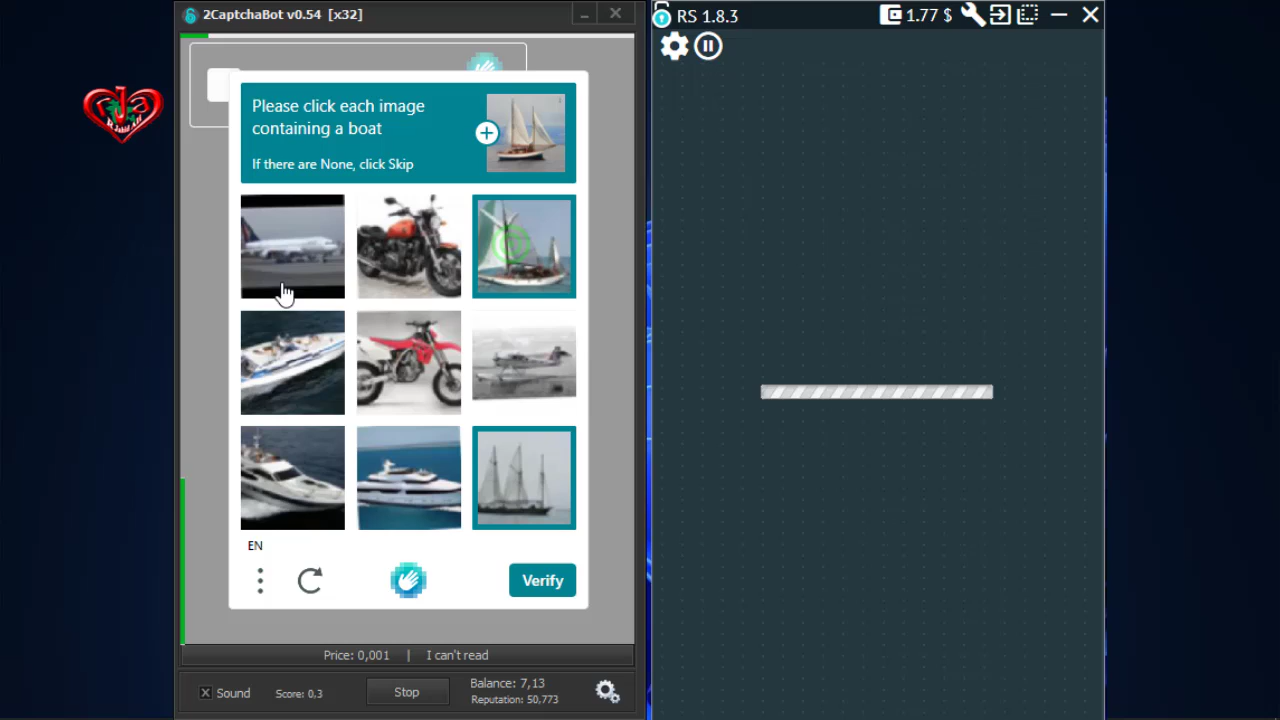 2CaptchaBot v0.54 [x32]
RS 1.8.3
1.77 $
Please click each image
containing a boat
If there are None, click Skip
EN
Verify
Price: 0,001 | I can't read
Sound
Score: 0,3
Stop
Balance: 7,13
Reputation: 50,773